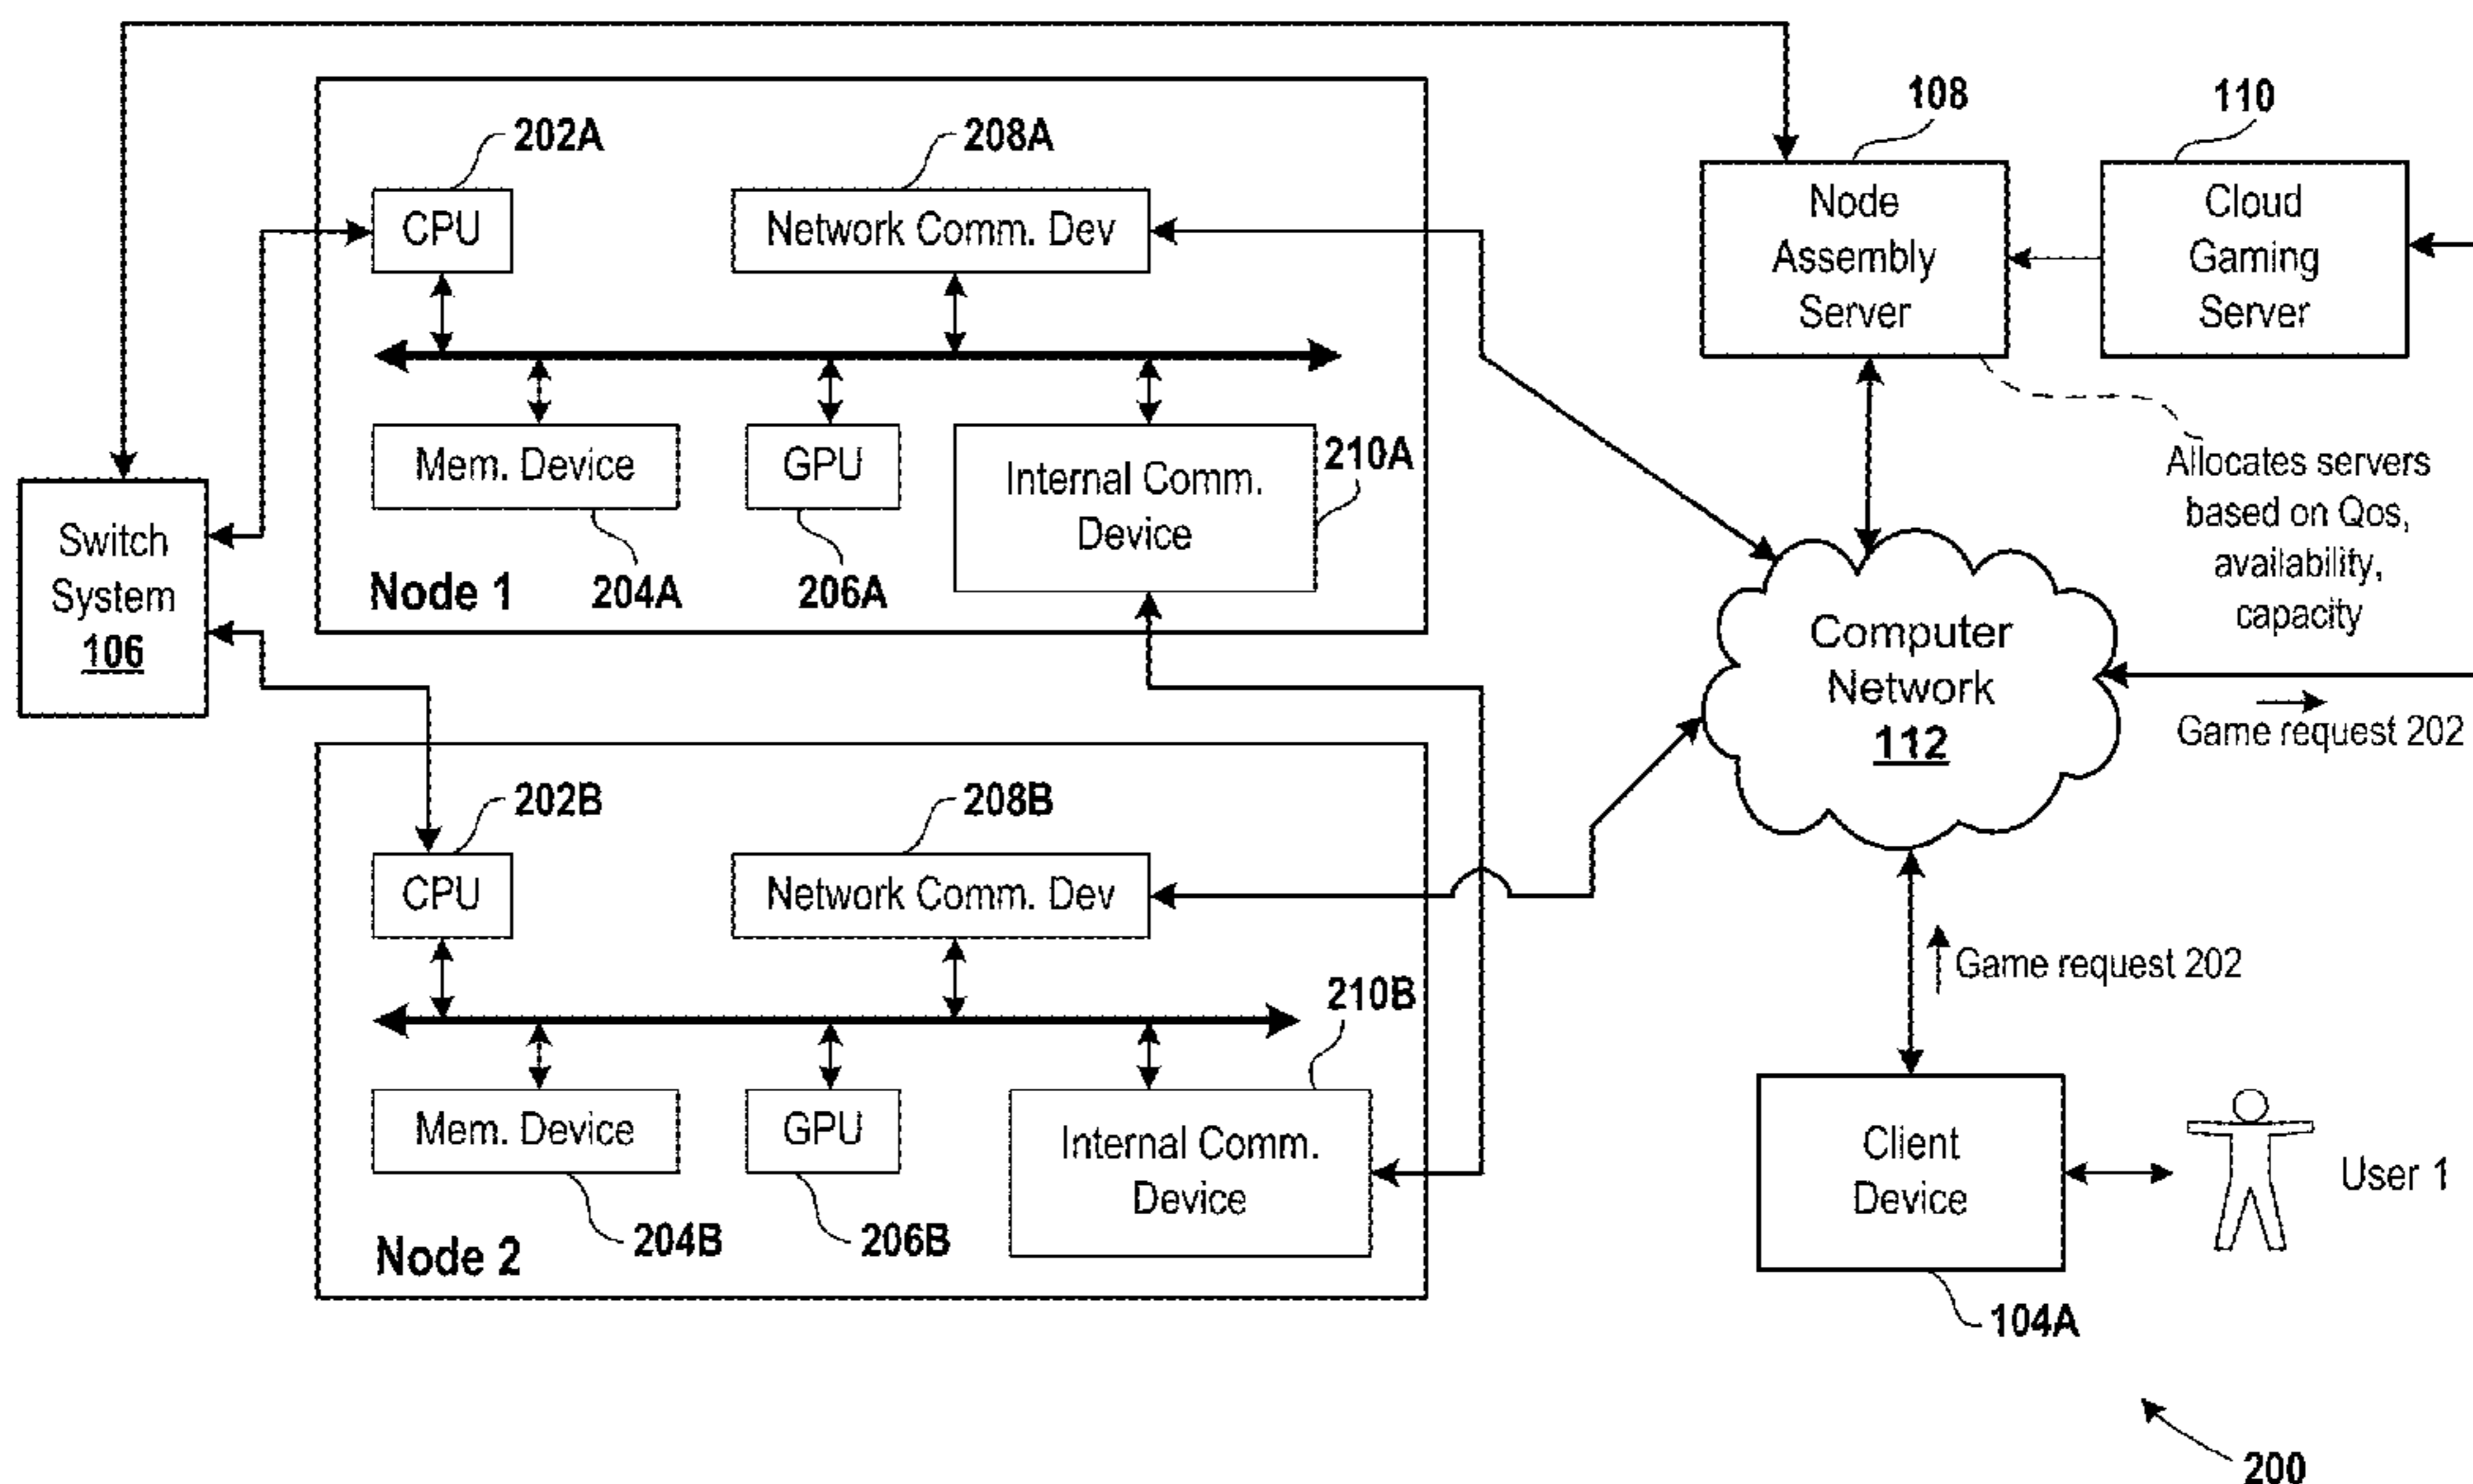 108
110
202A
208A
CPU
Network Comm. Dev
Node
Assembly
Server
Cloud
Gaming
Server
Mem. Device
GPU
Internal Comm.
Device
210A
Allocates servers
based on Qos,
availability,
capacity
Switch
System
106
Node 1
204A
206A
Computer
Network
112
Game request 202
202B
208B
CPU
Network Comm. Dev
Game request 202
210B
Mem. Device
GPU
Internal Comm.
Device
Client
Device
User 1
Node 2
204B
206B
104A
200